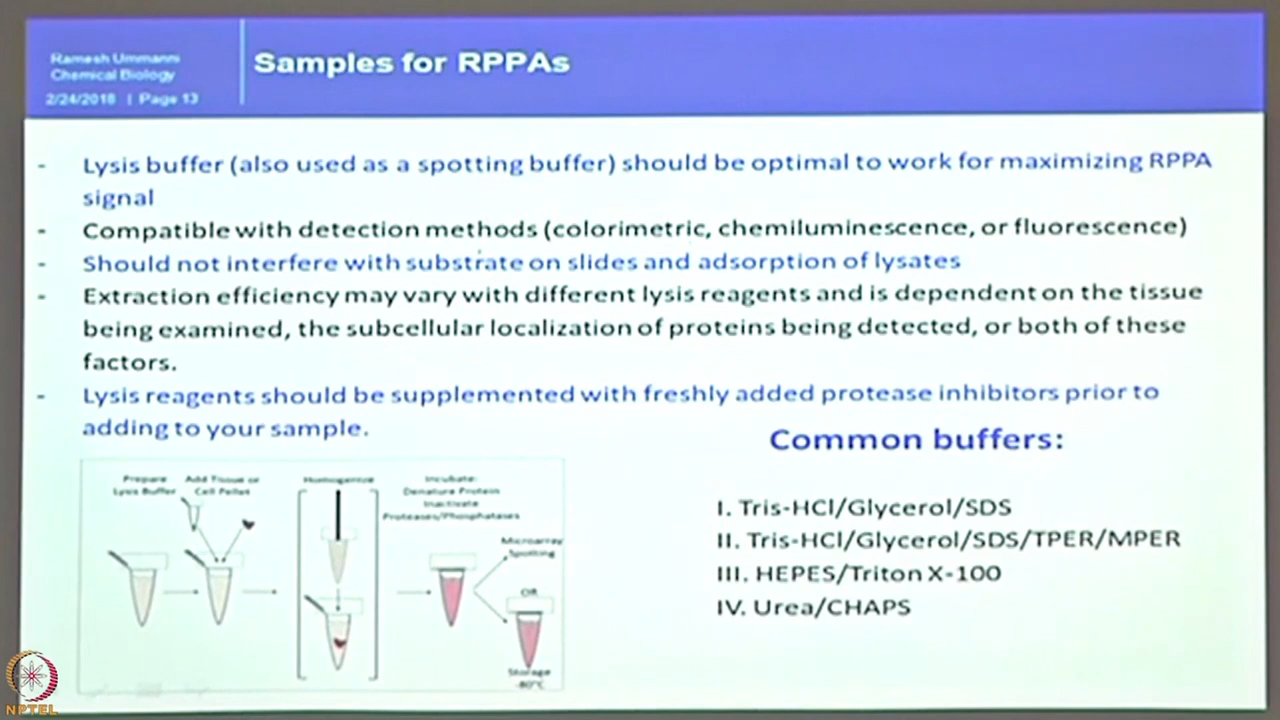 Ramesh Ummanni
Chemical Biology
2/24/2018 | Page 13
Samples for RPPAs
- Lysis buffer (also used as a spotting buffer) should be optimal to work for maximizing RPPA
signal
- Compatible with detection methods (colorimetric, chemiluminescence, or fluorescence)
- Should not interfere with substrate on slides and adsorption of lysates
- Extraction efficiency may vary with different lysis reagents and is dependent on the tissue
being examined, the subcellular localization of proteins being detected, or both of these
factors.
- Lysis reagents should be supplemented with freshly added protease inhibitors prior to
adding to your sample.
Prepare
Lysis Buffer
Add Tissue or
Cell Pellet
Homogenize
Incubate:
Denature Protein
Inactivate
Proteases/Phosphatases
Microarray
Spotting
OR
Storage
-80°C
Common buffers:
I. Tris-HCl/Glycerol/SDS
II. Tris-HCl/Glycerol/SDS/TPER/MPER
III. HEPES/Triton X-100
IV. Urea/CHAPS
NPTEL